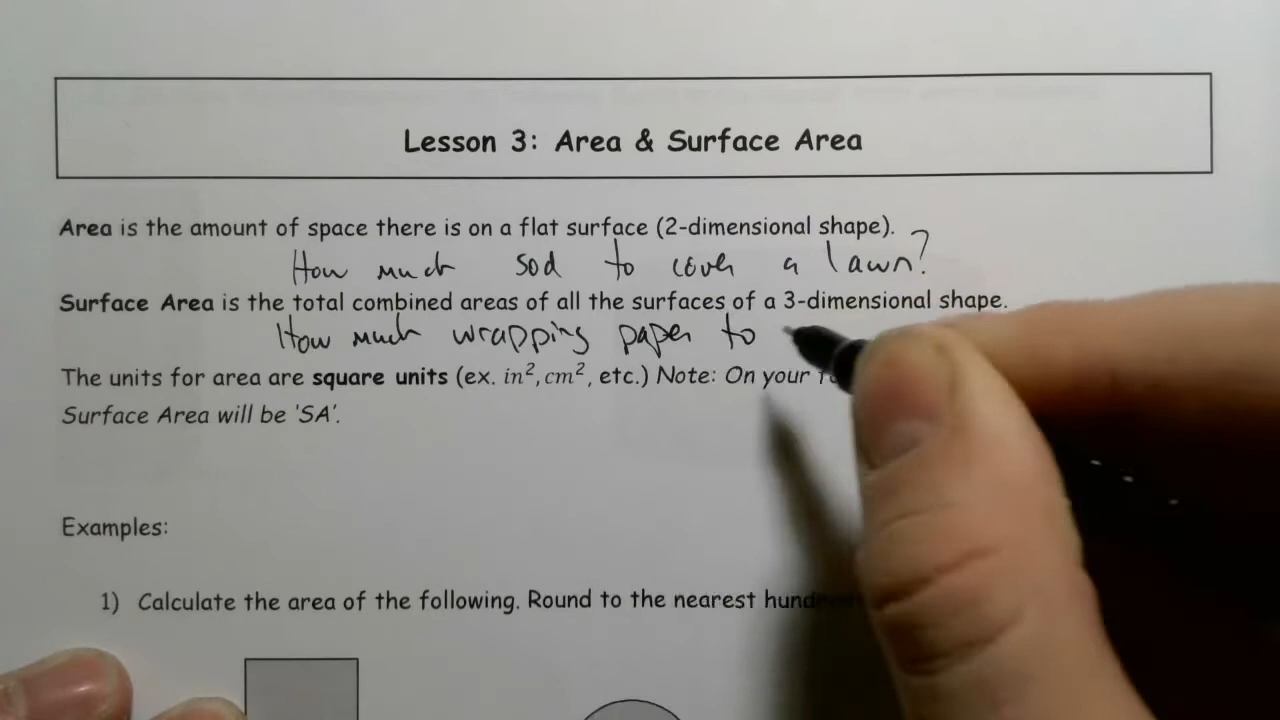 Lesson 3: Area & Surface Area
Area is the amount of space there is on a flat surface (2-dimensional shape).
How much sod to cover a lawn?
Surface Area is the total combined areas of all the surfaces of a 3-dimensional shape.
How much wrapping paper to
The units for area are square units (ex. in², cm², etc.) Note: On your
Surface Area will be 'SA'.
Examples:
1) Calculate the area of the following. Round to the nearest